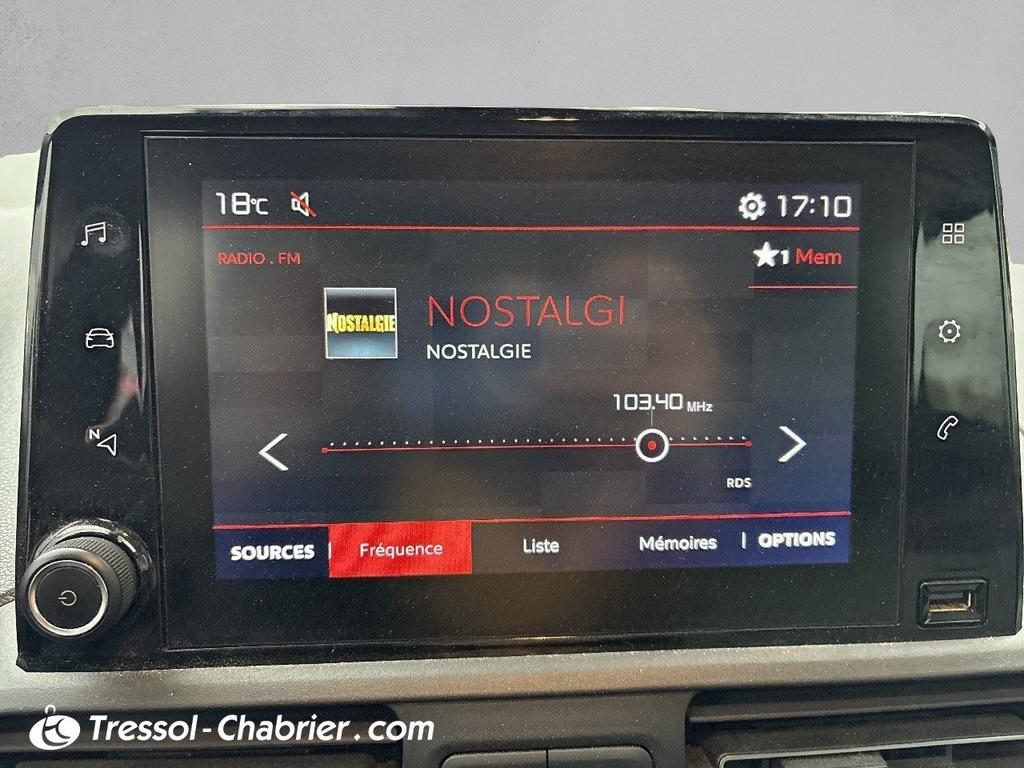 18°C 17:10
RADIO . FM ★1 Mem
NOSTALGIE NOSTALGI
NOSTALGIE
103.40 MHz
N
RDS
SOURCES | Fréquence Liste Mémoires | OPTIONS
Tressol-Chabrier.com